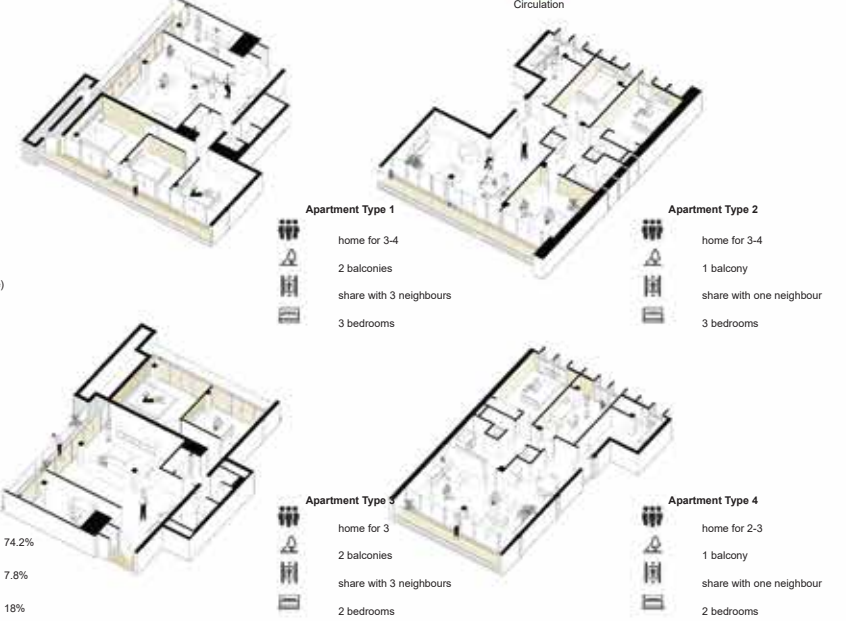 Circulation
Apartment Type 1
home for 3-4
2 balconies
share with 3 neighbours
3 bedrooms
Apartment Type 2
home for 3-4
1 balcony
share with one neighbour
3 bedrooms
)
Apartment Type 3
home for 3
2 balconies
share with 3 neighbours
2 bedrooms
Apartment Type 4
home for 2-3
1 balcony
share with one neighbour
2 bedrooms
74.2%
7.8%
18%